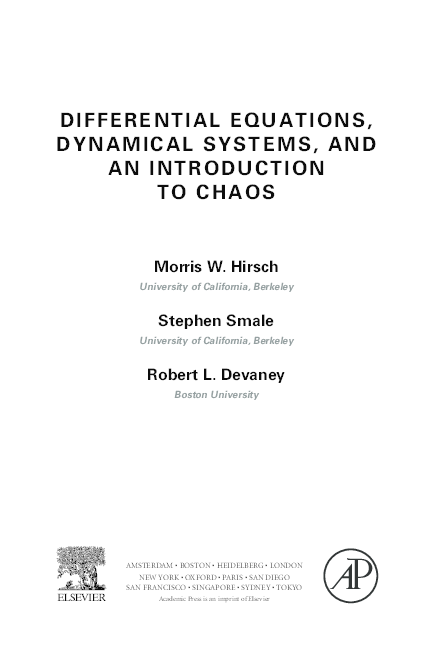 DIFFERENTIAL EQUATIONS,
DYNAMICAL SYSTEMS, AND
AN INTRODUCTION
TO CHAOS
Morris W. Hirsch
University of California, Berkeley
Stephen Smale
University of California, Berkeley
Robert L. Devaney
Boston University
AMSTERDAM • BOSTON • HEIDELBERG • LONDON
NEW YORK • OXFORD • PARIS • SAN DIEGO
SAN FRANCISCO • SINGAPORE • SYDNEY • TOKYO
Academic Press is an imprint of Elsevier
ELSEVIER
AP